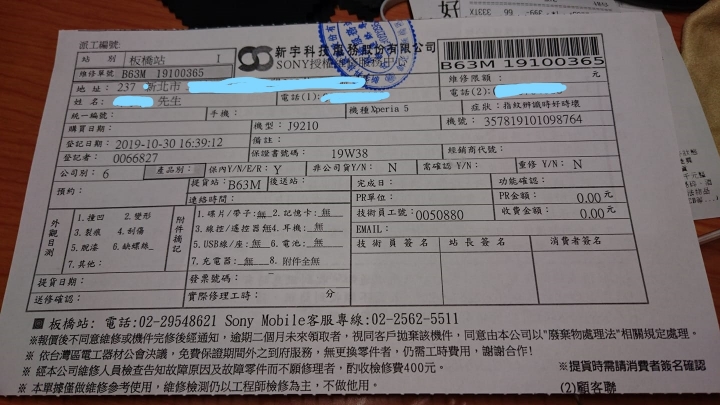 派工編號:
站 別 板橋站 1
新宇科技服務股份有限公司
SONY授權
B63M 19100365
維修單號 B63M 19100365
維修限額: 元
地 址: 237 新北市
電話(1):
電話(2):
姓 名: 先生
手機:
機種Xperia 5
症狀: 指紋辨識時好時壞
統一編號:
機型: J9210
機號: 357819101098764
購買日期:
登記日期 2019-10-30 16:39:12
備註:
登記者: 0066827
保證書號碼: 19W38
經銷商代號:
公司別: 6 產品別: 保內Y/N/E/R: Y 非公司貨Y/N: N 需確認 Y/N: 重修 Y/N: N
預約:
提貨站:B63M 後送站:
完成日:
功能確認:
連絡時間:
PR單位:
PR金額: 0.00元
外觀目測
1.撞凹 2.變形
3.裂痕 4.刮傷
5.脫漆 6.缺螺絲
7.其他:
附件摘記
1.碟片/帶子:無 2.記憶卡:無
3.線控/遙控器無 4.耳機: 無
5.USB線/座: 無 6.電池: 無
7.充電器: 無 8.附件全無
技術員工號:0050880
收費金額: 0.00元
EMAIL:
技術員簽名 站長簽名 消費者簽名
提貨日期:
發票號碼:
送修確認:
實際修理工時: 分
板橋站: 電話:02-29548621 Sony Mobile客服專線:02-2562-5511
※報價後不同意維修或機件完修後經通知, 逾期二個月未來領取者, 視同客戶拋棄該機件, 同意由本公司以"廢棄物處理法"相關規定處理。
※ 依台灣區電工器材公會決議, 免費保證期間外之到府服務, 無更換零件者, 仍需工時費用, 謝謝合作!
※ 經本公司維修人員檢查告知故障原因及故障零件而不願修理者, 酌收檢修費400元。
※提貨時需請消費者簽名確認
※ 本單據僅做維修參考使用, 維修檢測仍以工程師檢修為主, 不做他用。
(2)顧客聯